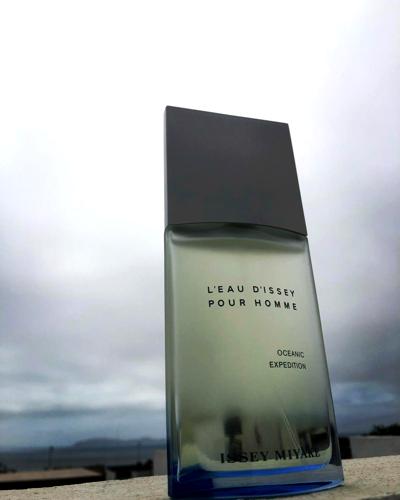 L'EAU D'ISSEY
POUR HOMME
OCEANIC
EXPEDITION
ISSEY MIYAKE